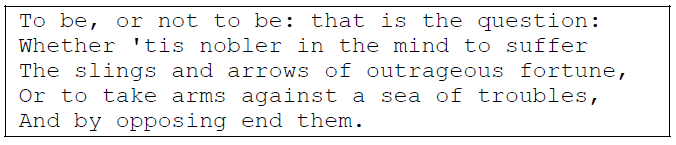 To be, or not to be: that is the question:
Whether 'tis nobler in the mind to suffer
The slings and arrows of outrageous fortune,
Or to take arms against a sea of troubles,
And by opposing end them.